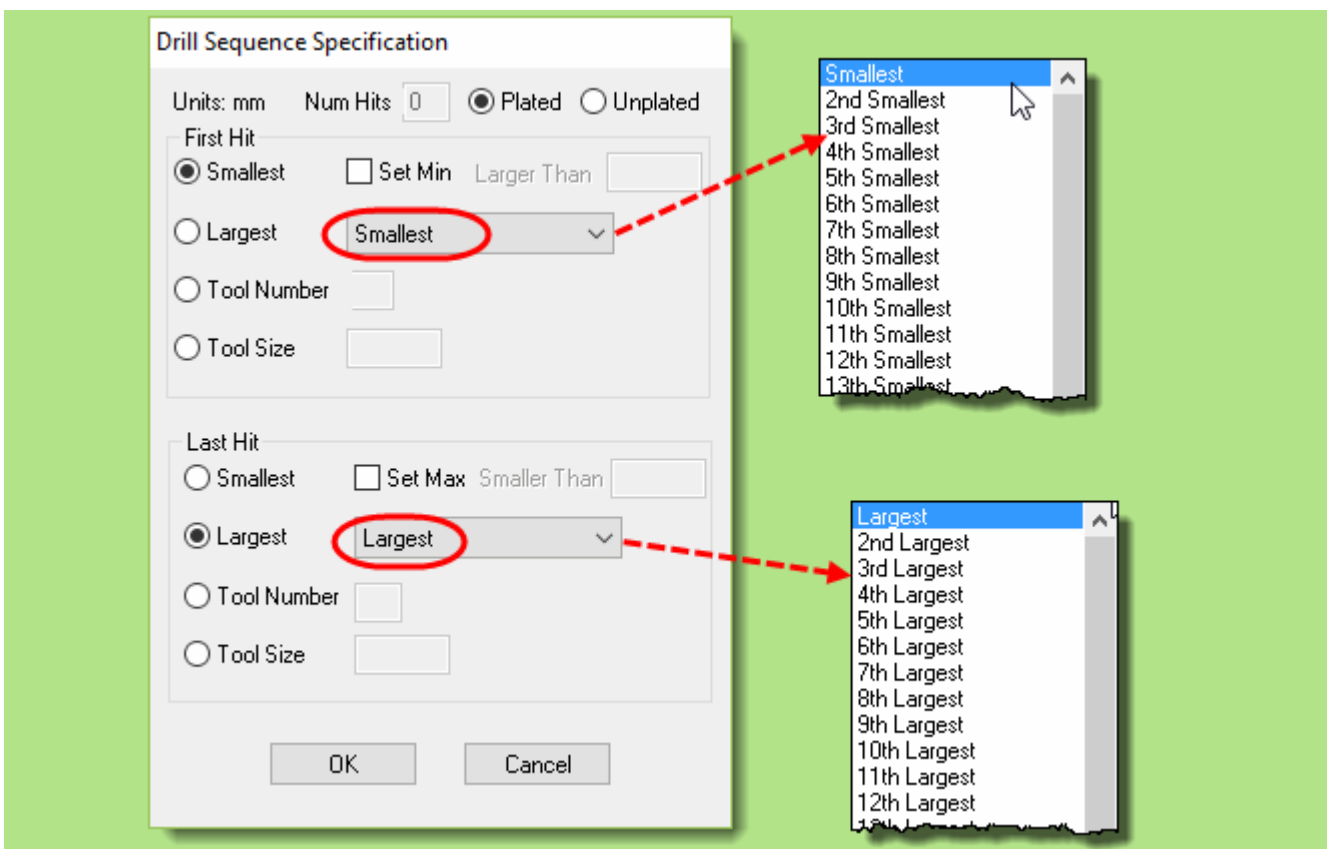 Drill Sequence Specification
Units: mm Num Hits 0 Plated Unplated
First Hit
Smallest Set Min Larger Than
Largest Smallest
Tool Number
Tool Size
Last Hit
Smallest Set Max Smaller Than
Largest Largest
Tool Number
Tool Size
OK Cancel
Smallest
2nd Smallest
3rd Smallest
4th Smallest
5th Smallest
6th Smallest
7th Smallest
8th Smallest
9th Smallest
10th Smallest
11th Smallest
12th Smallest
13th Smallest
Largest
2nd Largest
3rd Largest
4th Largest
5th Largest
6th Largest
7th Largest
8th Largest
9th Largest
10th Largest
11th Largest
12th Largest